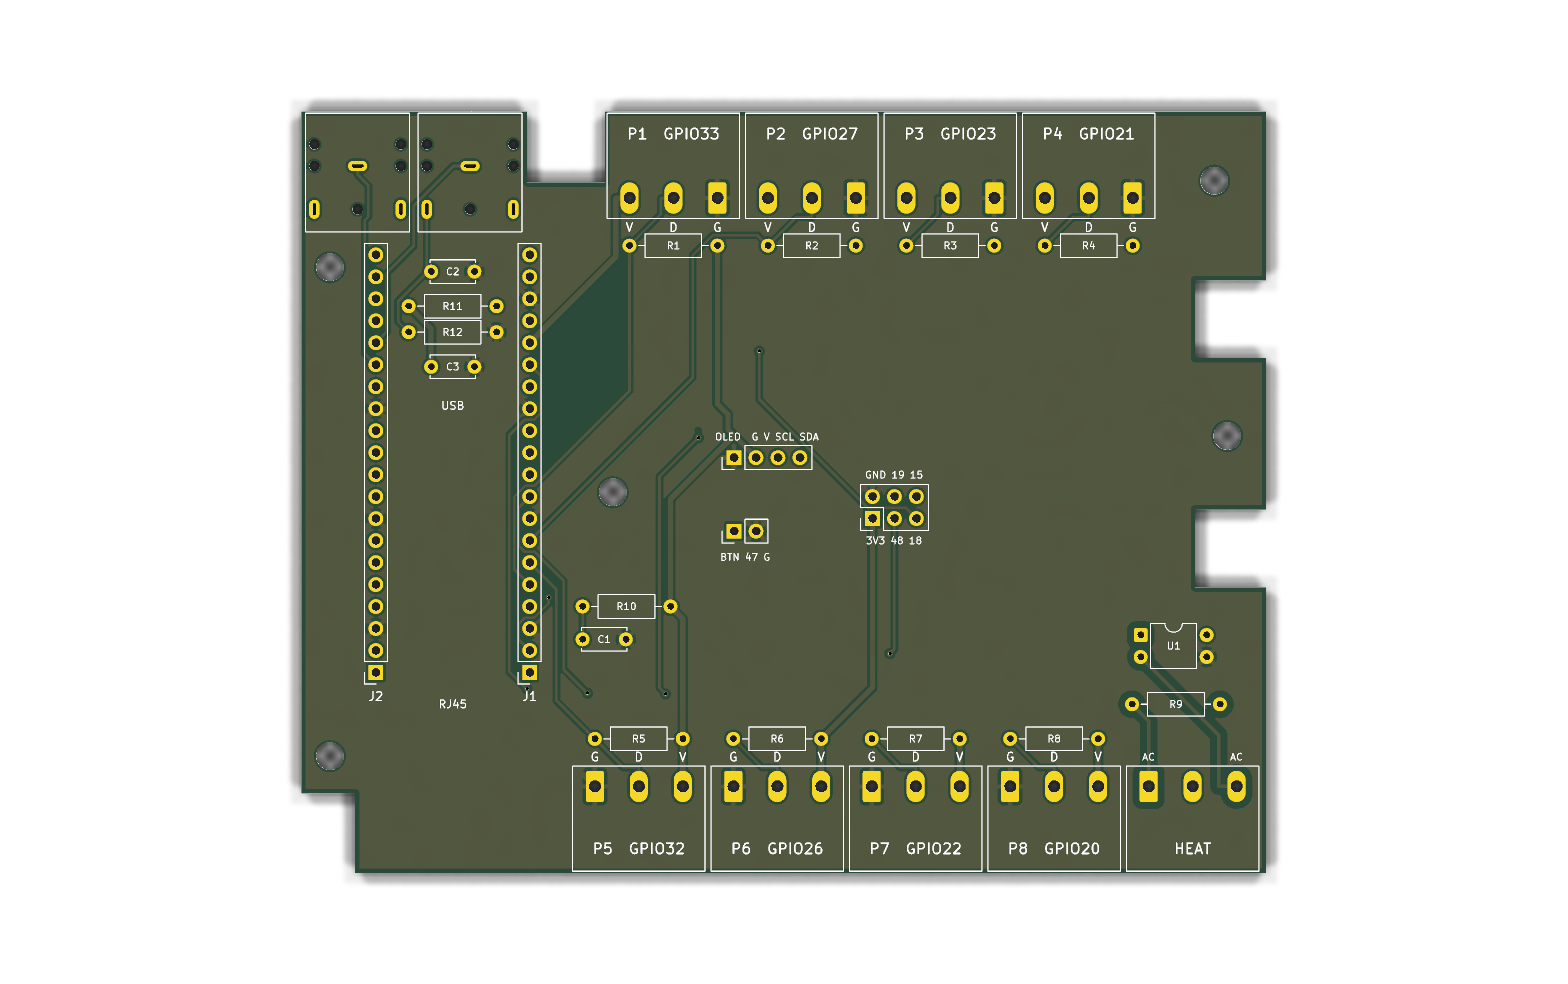 P1 GPIO33
P2 GPIO27
P3 GPIO23
P4 GPIO21
V D G
V D G
V D G
V D G
R1
R2
R3
R4
C2
R11
R12
C3
USB
OLED G V SCL SDA
GND 19 15
3V3 48 18
BTN 47 G
R10
C1
U1
J2
J1
RJ45
R9
R5
R6
R7
R8
G D V
G D V
G D V
G D V
AC AC
P5 GPIO32
P6 GPIO26
P7 GPIO22
P8 GPIO20
HEAT